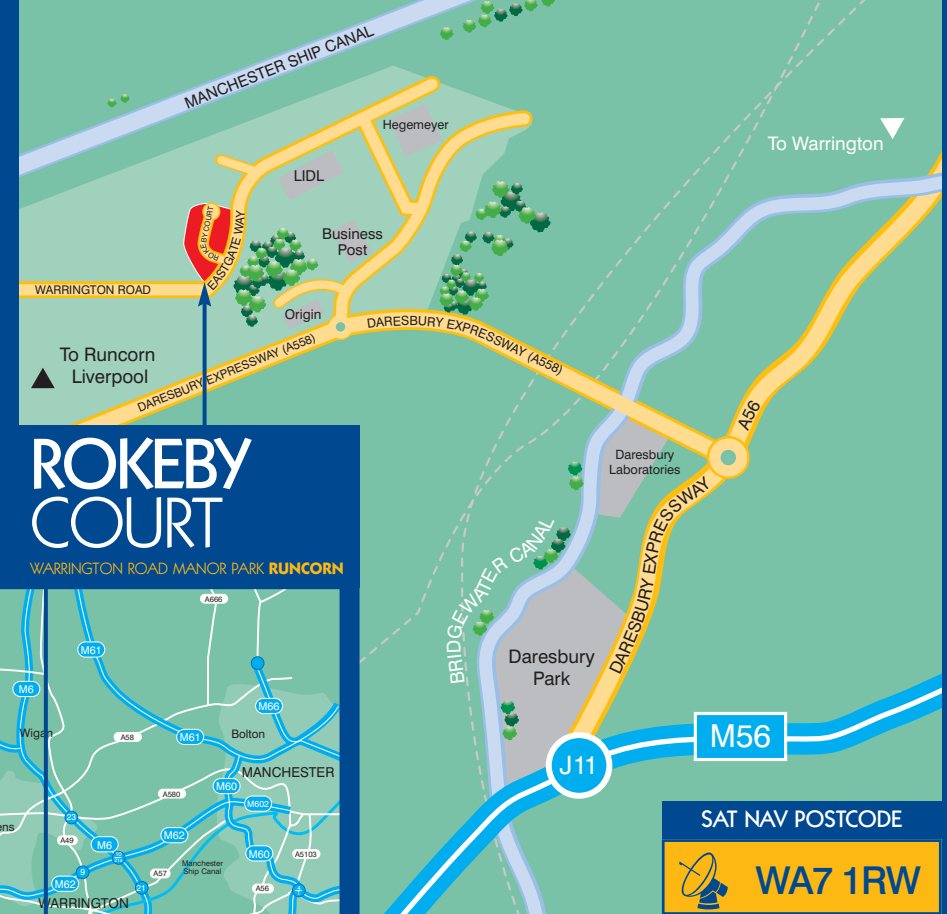 MANCHESTER SHIP CANAL
Hegemeyer
To Warrington
LIDL
ROKEBY COURT
EASTGATE WAY
Business
Post
WARRINGTON ROAD
Origin
DARESBURY EXPRESSWAY (A558)
DARESBURY EXPRESSWAY (A558)
To Runcorn
Liverpool
A56
Daresbury
Laboratories
DARESBURY EXPRESSWAY
BRIDGEWATER CANAL
Daresbury
Park
M56
J11
ROKEBY
COURT
WARRINGTON ROAD MANOR PARK RUNCORN
A666
M61
M6
M66
Wigan
A58
M61
Bolton
MANCHESTER
M60
A580
M602
23
ens
A49
M6
M62
M60
A5103
9
Manchester
Ship Canal
A57
M62
21
A56
WARRINGTON
SAT NAV POSTCODE
WA7 1RW